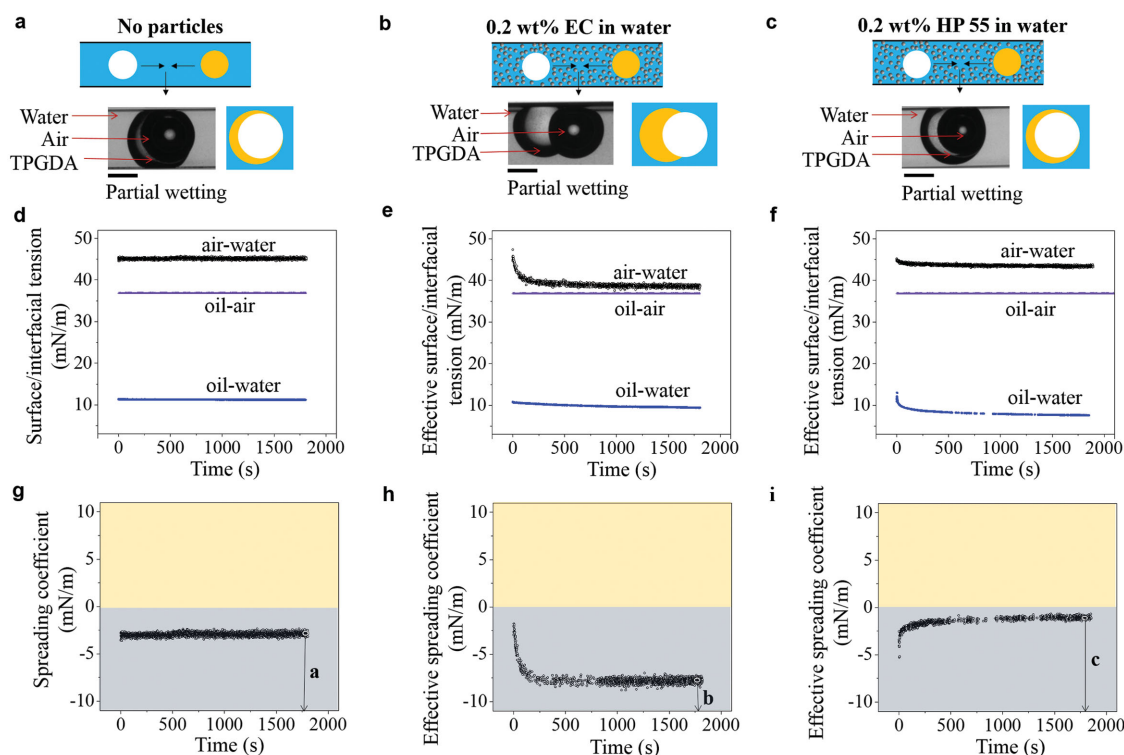 a
No particles
Water
Air
TPGDA
Partial wetting
b
0.2 wt% EC in water
Water
Air
TPGDA
Partial wetting
c
0.2 wt% HP 55 in water
Water
Air
TPGDA
Partial wetting
d
Surface/interfacial tension
(mN/m)
50
40
30
20
10
air-water
oil-air
oil-water
0 500 1000 1500 2000
Time (s)
e
Effective surface/interfacial
tension (mN/m)
50
40
30
20
10
air-water
oil-air
oil-water
0 500 1000 1500 2000
Time (s)
f
Effective surface/interfacial
tension (mN/m)
50
40
30
20
10
air-water
oil-air
oil-water
0 500 1000 1500 2000
Time (s)
g
Spreading coefficient
(mN/m)
10
5
0
-5
-10
a
0 500 1000 1500 2000
Time (s)
h
Effective spreading coefficient
(mN/m)
10
5
0
-5
-10
b
0 500 1000 1500 2000
Time (s)
i
Effective spreading coefficient
(mN/m)
10
5
0
-5
-10
c
0 500 1000 1500 2000
Time (s)